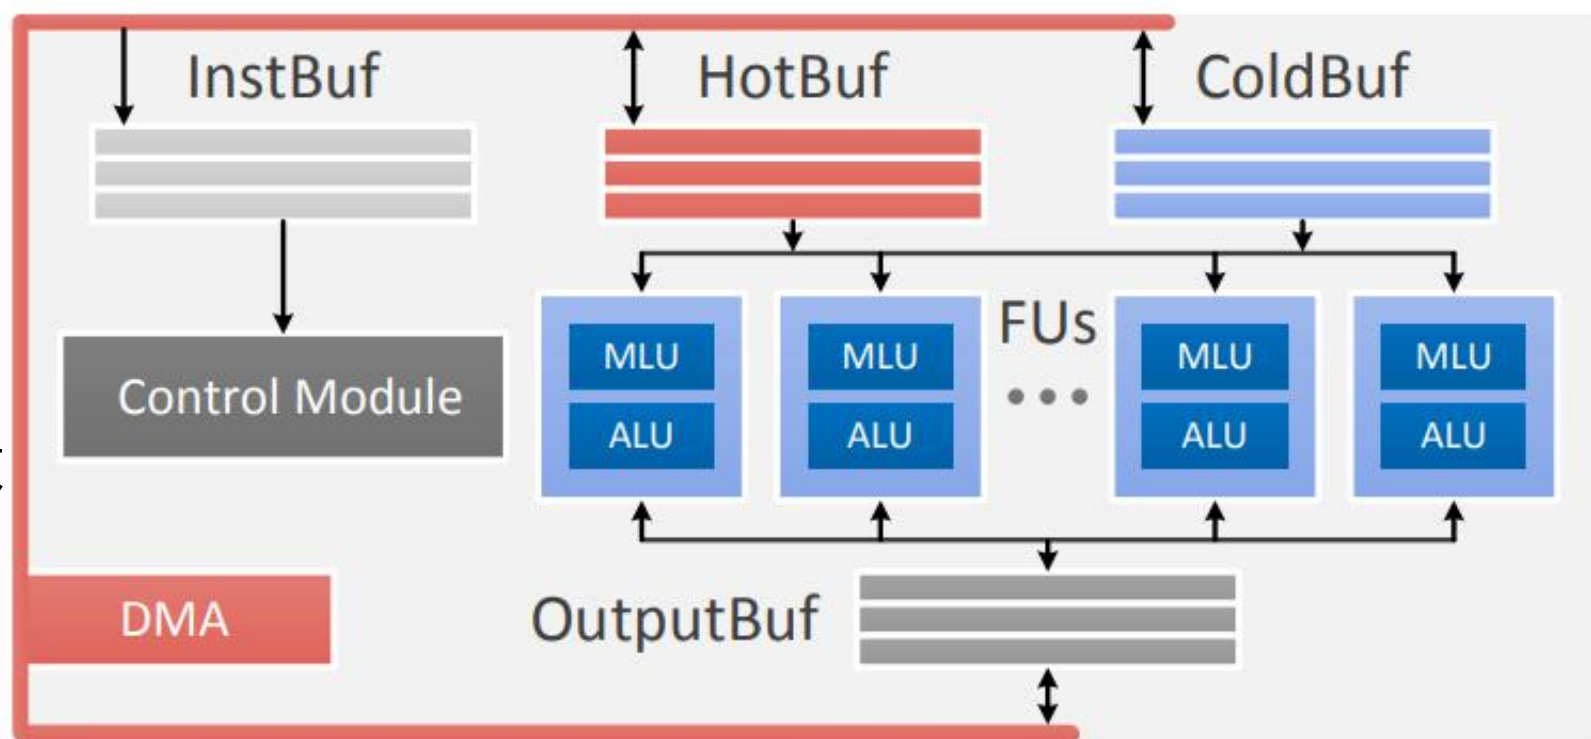 InstBuf
HotBuf
ColdBuf
Control Module
FUs
MLU
ALU
MLU
ALU
MLU
ALU
MLU
ALU
DMA
OutputBuf